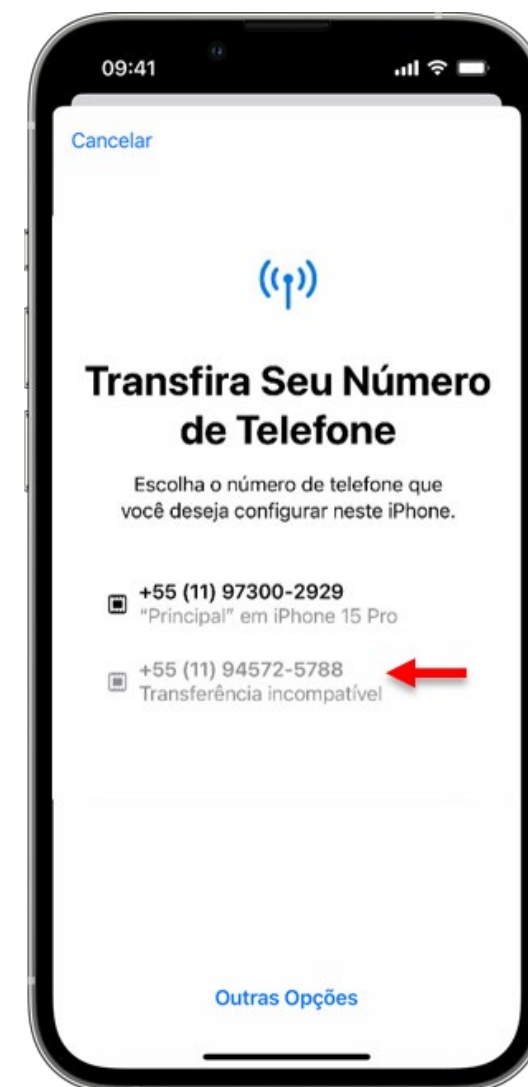 09:41
Cancelar
Transfira Seu Número
de Telefone
Escolha o número de telefone que
você deseja configurar neste iPhone.
+55 (11) 97300-2929
“Principal” em iPhone 15 Pro
+55 (11) 94572-5788
Transferência incompatível
Outras Opções